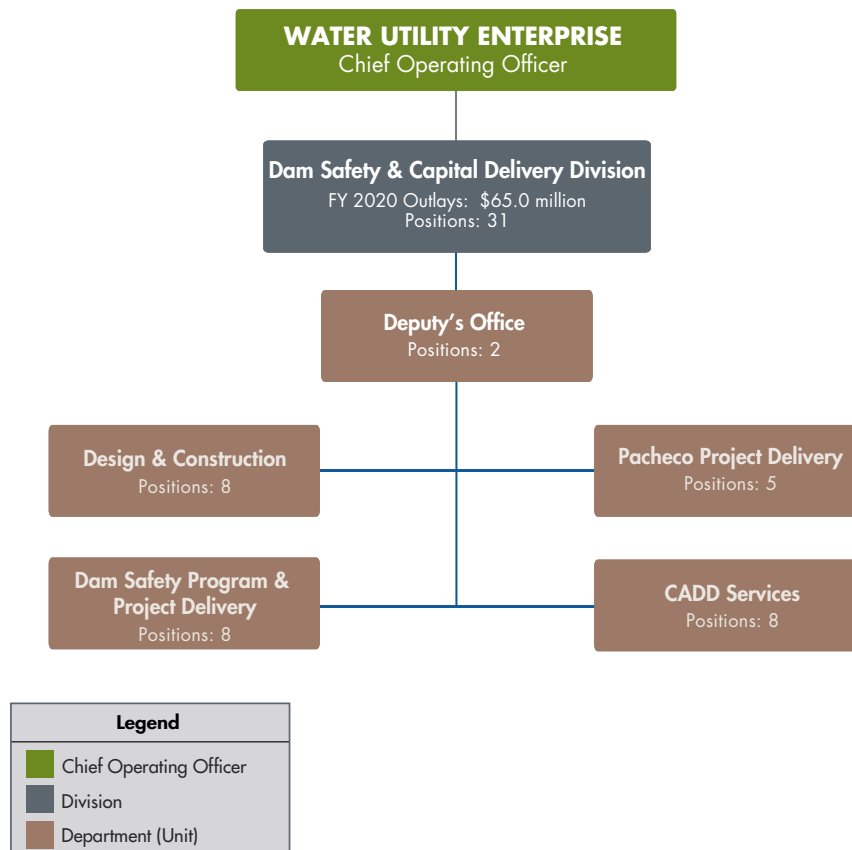 WATER UTILITY ENTERPRISE
Chief Operating Officer
Dam Safety & Capital Delivery Division
FY 2020 Outlays: $65.0 million
Positions: 31
Deputy’s Office
Positions: 2
Design & Construction
Positions: 8
Pacheco Project Delivery
Positions: 5
Dam Safety Program &
Project Delivery
Positions: 8
CADD Services
Positions: 8
Legend
Chief Operating Officer
Division
Department (Unit)